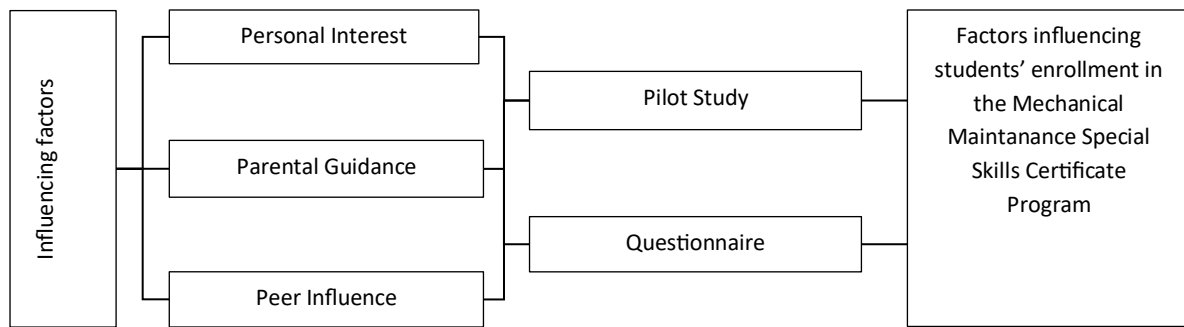 Influencing factors
Personal Interest
Parental Guidance
Peer Influence
Pilot Study
Questionnaire
Factors influencing
students’ enrollment in
the Mechanical
Maintanance Special
Skills Certificate
Program